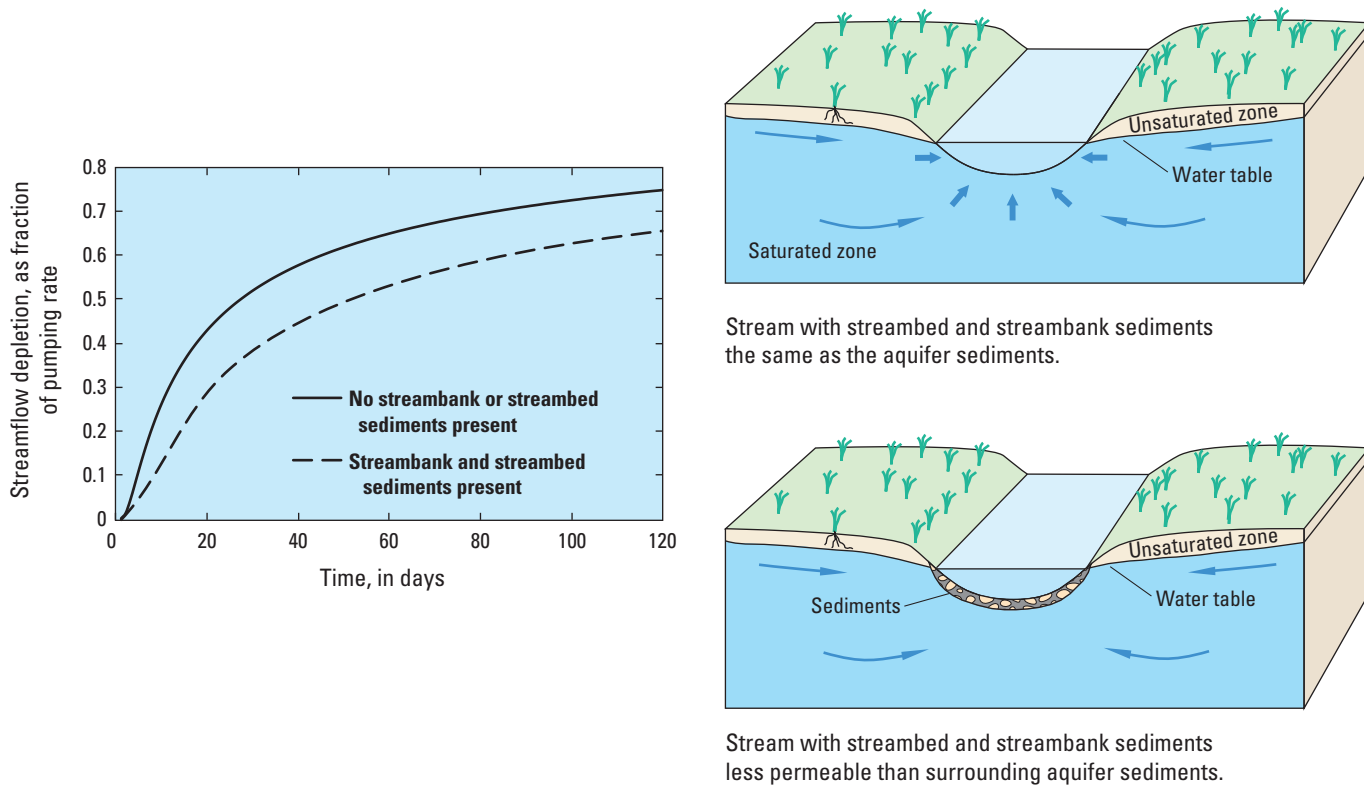 Streamflow depletion, as fraction
of pumping rate
0.8
0.7
0.6
0.5
0.4
0.3
0.2
0.1
0
0
20
40
60
80
100
120
Time, in days
No streambank or streambed
sediments present
Streambank and streambed
sediments present
Unsaturated zone
Water table
Saturated zone
Stream with streambed and streambank sediments
the same as the aquifer sediments.
Unsaturated zone
Sediments
Water table
Stream with streambed and streambank sediments
less permeable than surrounding aquifer sediments.